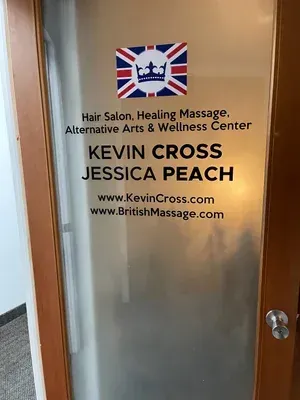 Hair Salon, Healing Massage,
Alternative Arts & Wellness Center
KEVIN CROSS
JESSICA PEACH
www.KevinCross.com
www.BritishMassage.com